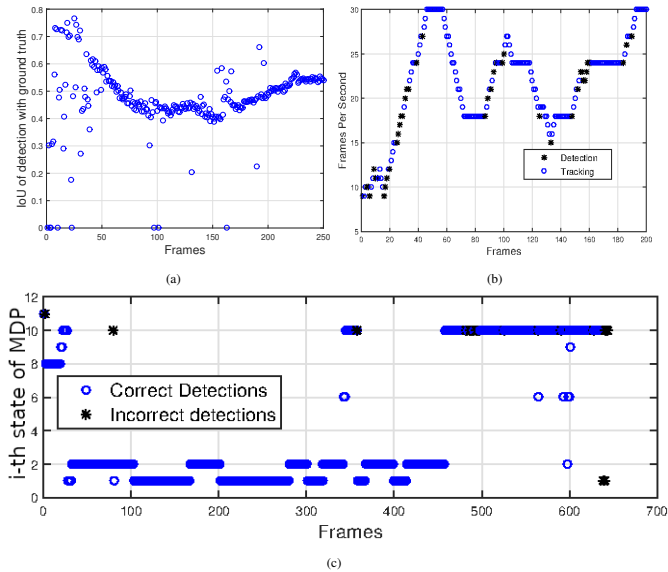 IoU of detection with ground truth
0.8
0.7
0.6
0.5
0.4
0.3
0.2
0.1
0
0 50 100 150 200 250
Frames
(a)
Frames Per Second
30
25
20
15
10
5
0 20 40 60 80 100 120 140 160 180 200
Frames
Detection
Tracking
(b)
i-th state of MDP
12
10
8
6
4
2
0
0 100 200 300 400 500 600 700
Correct Detections
Incorrect detections
Frames
(c)